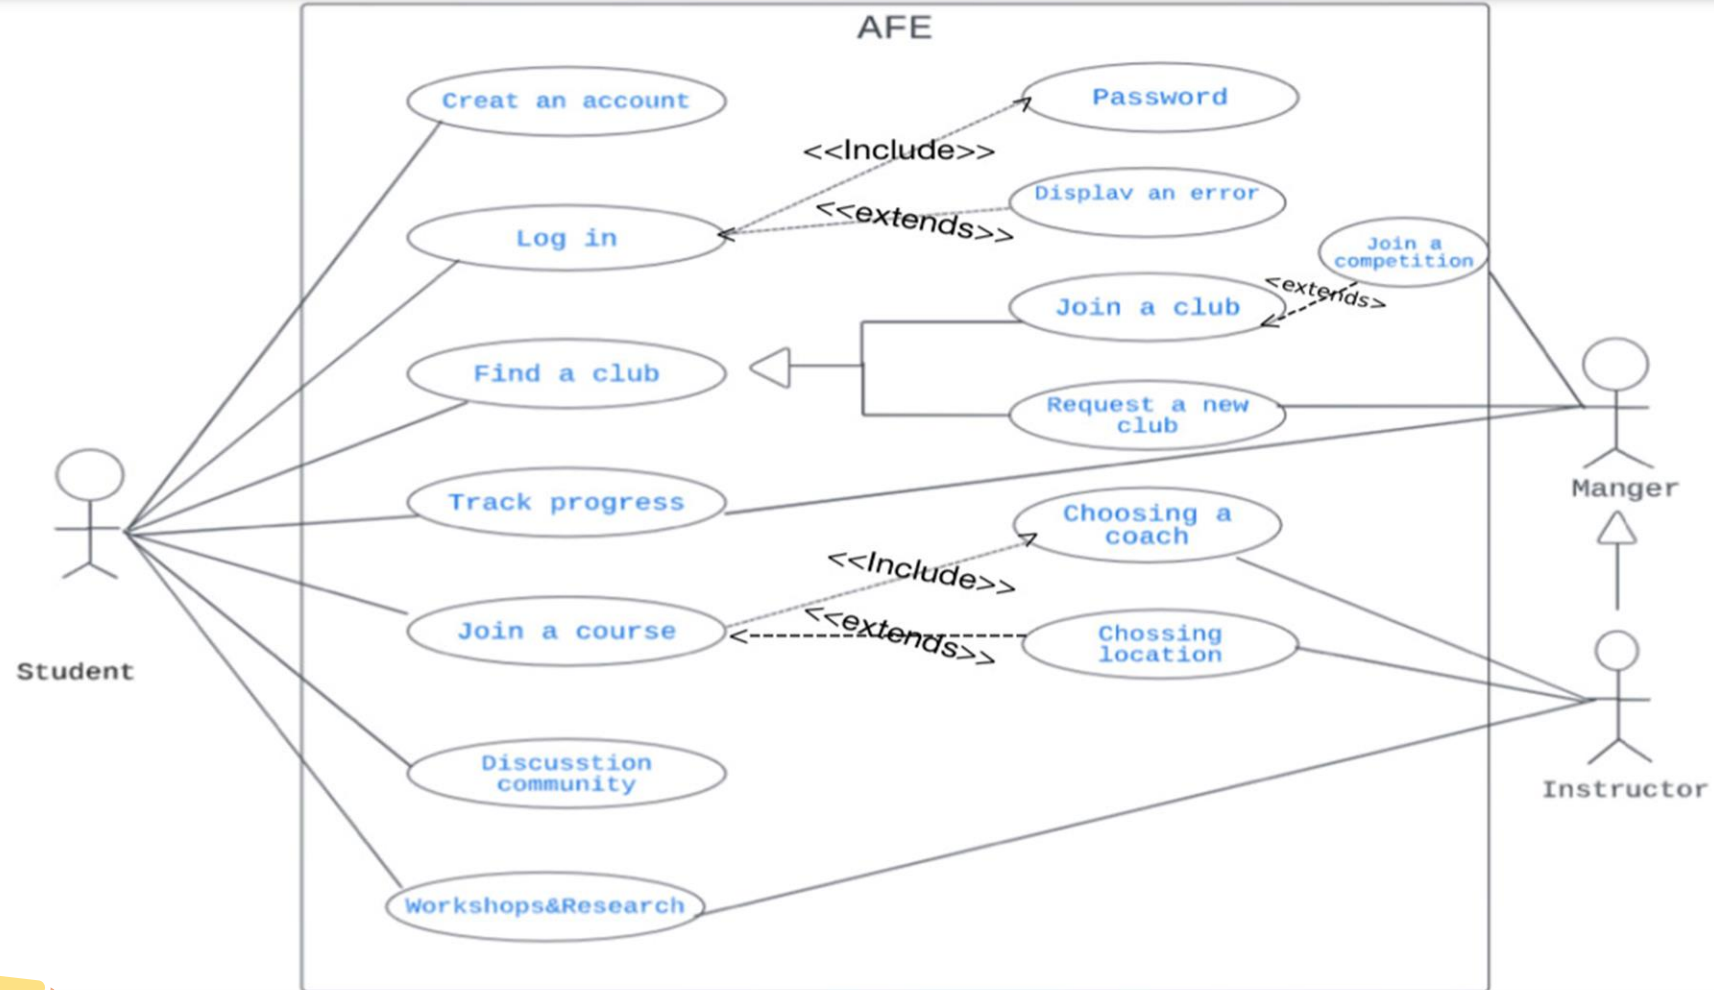 AFE
Creat an account
Password
<<Include>>
Displav an error
<<extends>>
Log in
Join a
competition
<extends>
Join a club
Find a club
Request a new
club
Manger
Track progress
Choosing a
coach
<<Include>>
<<extends>>
Join a course
Chossing
location
Student
Discusstion
community
Instructor
Workshops&Research